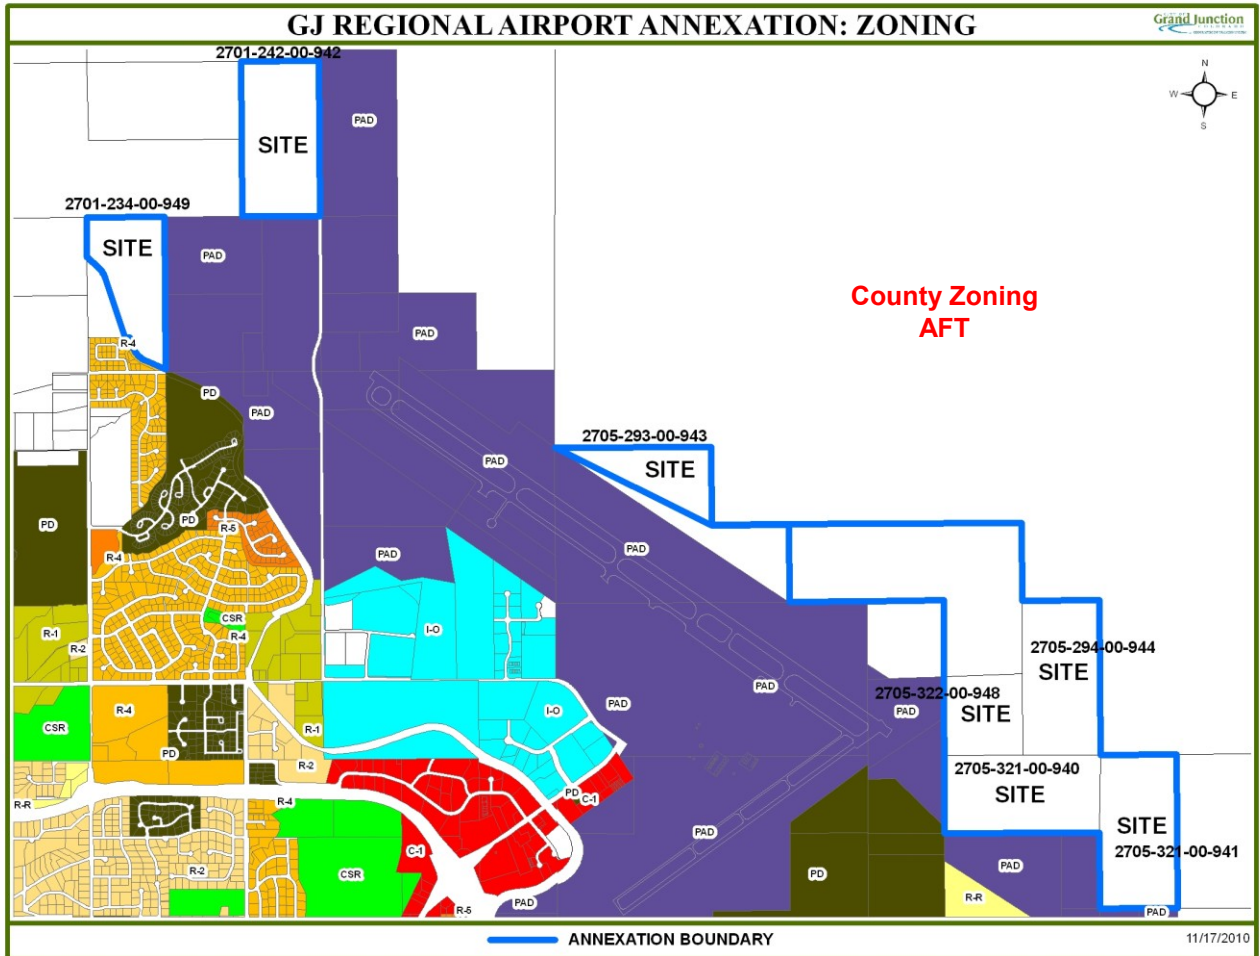 GJ REGIONAL AIRPORT ANNEXATION: ZONING
Grand Junction
2701-242-00-942
N
W
E
S
PAD
SITE
2701-234-00-949
SITE
PAD
County Zoning
AFT
PAD
R-4
PD
PAD
2705-293-00-943
PAD
SITE
PD
PD
R-5
PAD
PAD
R-4
CSR
I-O
R-1
R-4
R-2
2705-294-00-944
SITE
PAD
2705-322-00-948
R-4
I-O
PAD
PAD
SITE
CSR
R-1
PD
R-2
2705-321-00-940
SITE
PD
R-R
R-4
C-1
SITE
PAD
C-1
2705-321-00-941
R-2
CSR
PD
PAD
R-R
PAD
R-5
PAD
ANNEXATION BOUNDARY
11/17/2010